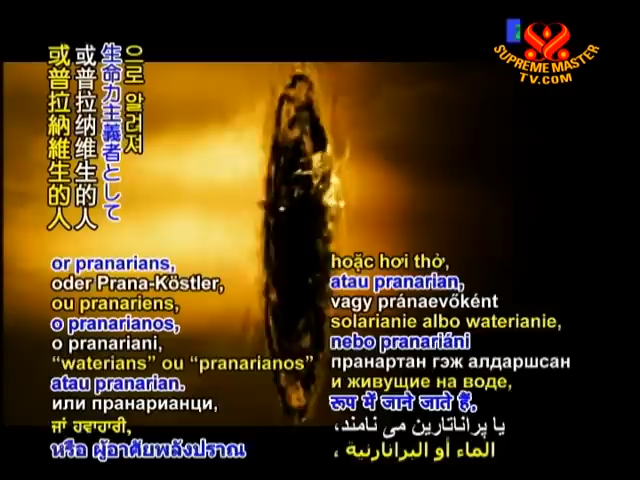 SUPREME MASTER
TV.COM
으로 알려져
生命力主義者として
或普拉纳维生的人
或普拉納維生的人
or pranarians,
oder Prana-Köstler,
ou pranariens,
o pranarianos,
o pranariani,
“waterians” ou “pranarianos”
atau pranarian.
или пранарианци,
ਜਾਂ ਹਵਾਹਾਰੀ,
หรือ ผู้อาศัยพลังปราณ
hoặc hơi thở,
atau pranarian,
vagy pránaevőként
solarianie albo waterianie,
nebo pranariáni
пранартан гэж алдаршсан
и живущие на воде,
रूप में जाने जाते हैं,
یا پراناتارین می نامند،
الماء أو البرانارنية ،